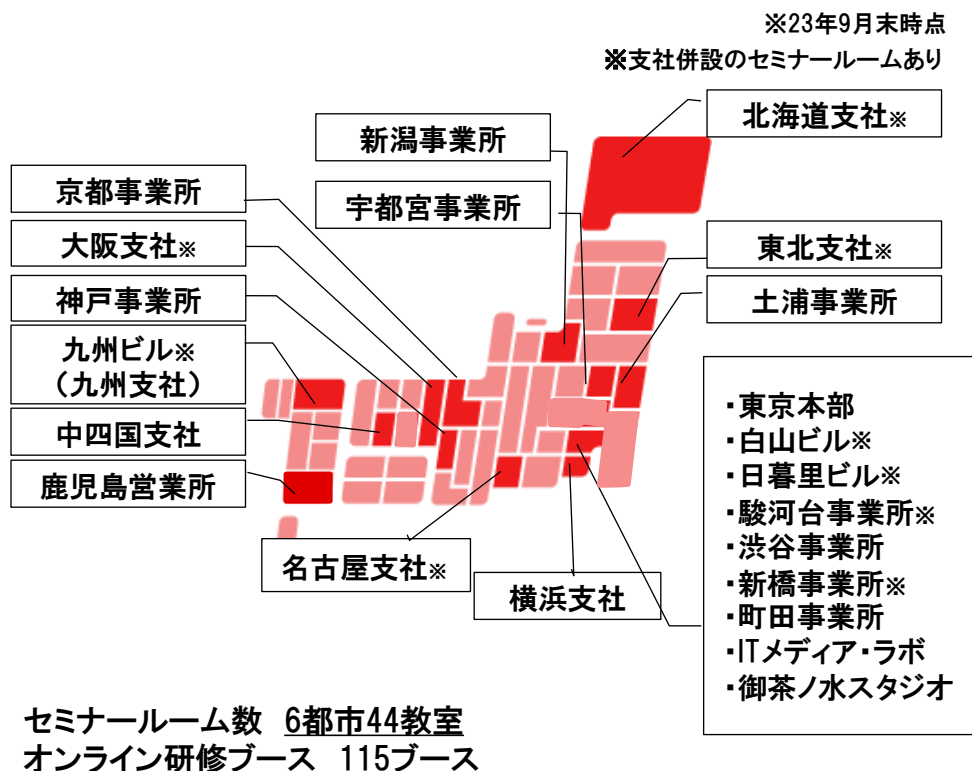 ※23年9月末時点
※支社併設のセミナールームあり
北海道支社※
新潟事業所
京都事業所
宇都宮事業所
大阪支社※
東北支社※
神戸事業所
土浦事業所
九州ビル※
（九州支社）
中四国支社
鹿児島営業所
・東京本部
・白山ビル※
・日暮里ビル※
・駿河台事業所※
・渋谷事業所
・新橋事業所※
・町田事業所
・ITメディア・ラボ
・御茶ノ水スタジオ
名古屋支社※
横浜支社
セミナールーム数 6都市44教室
オンライン研修ブース 115ブース